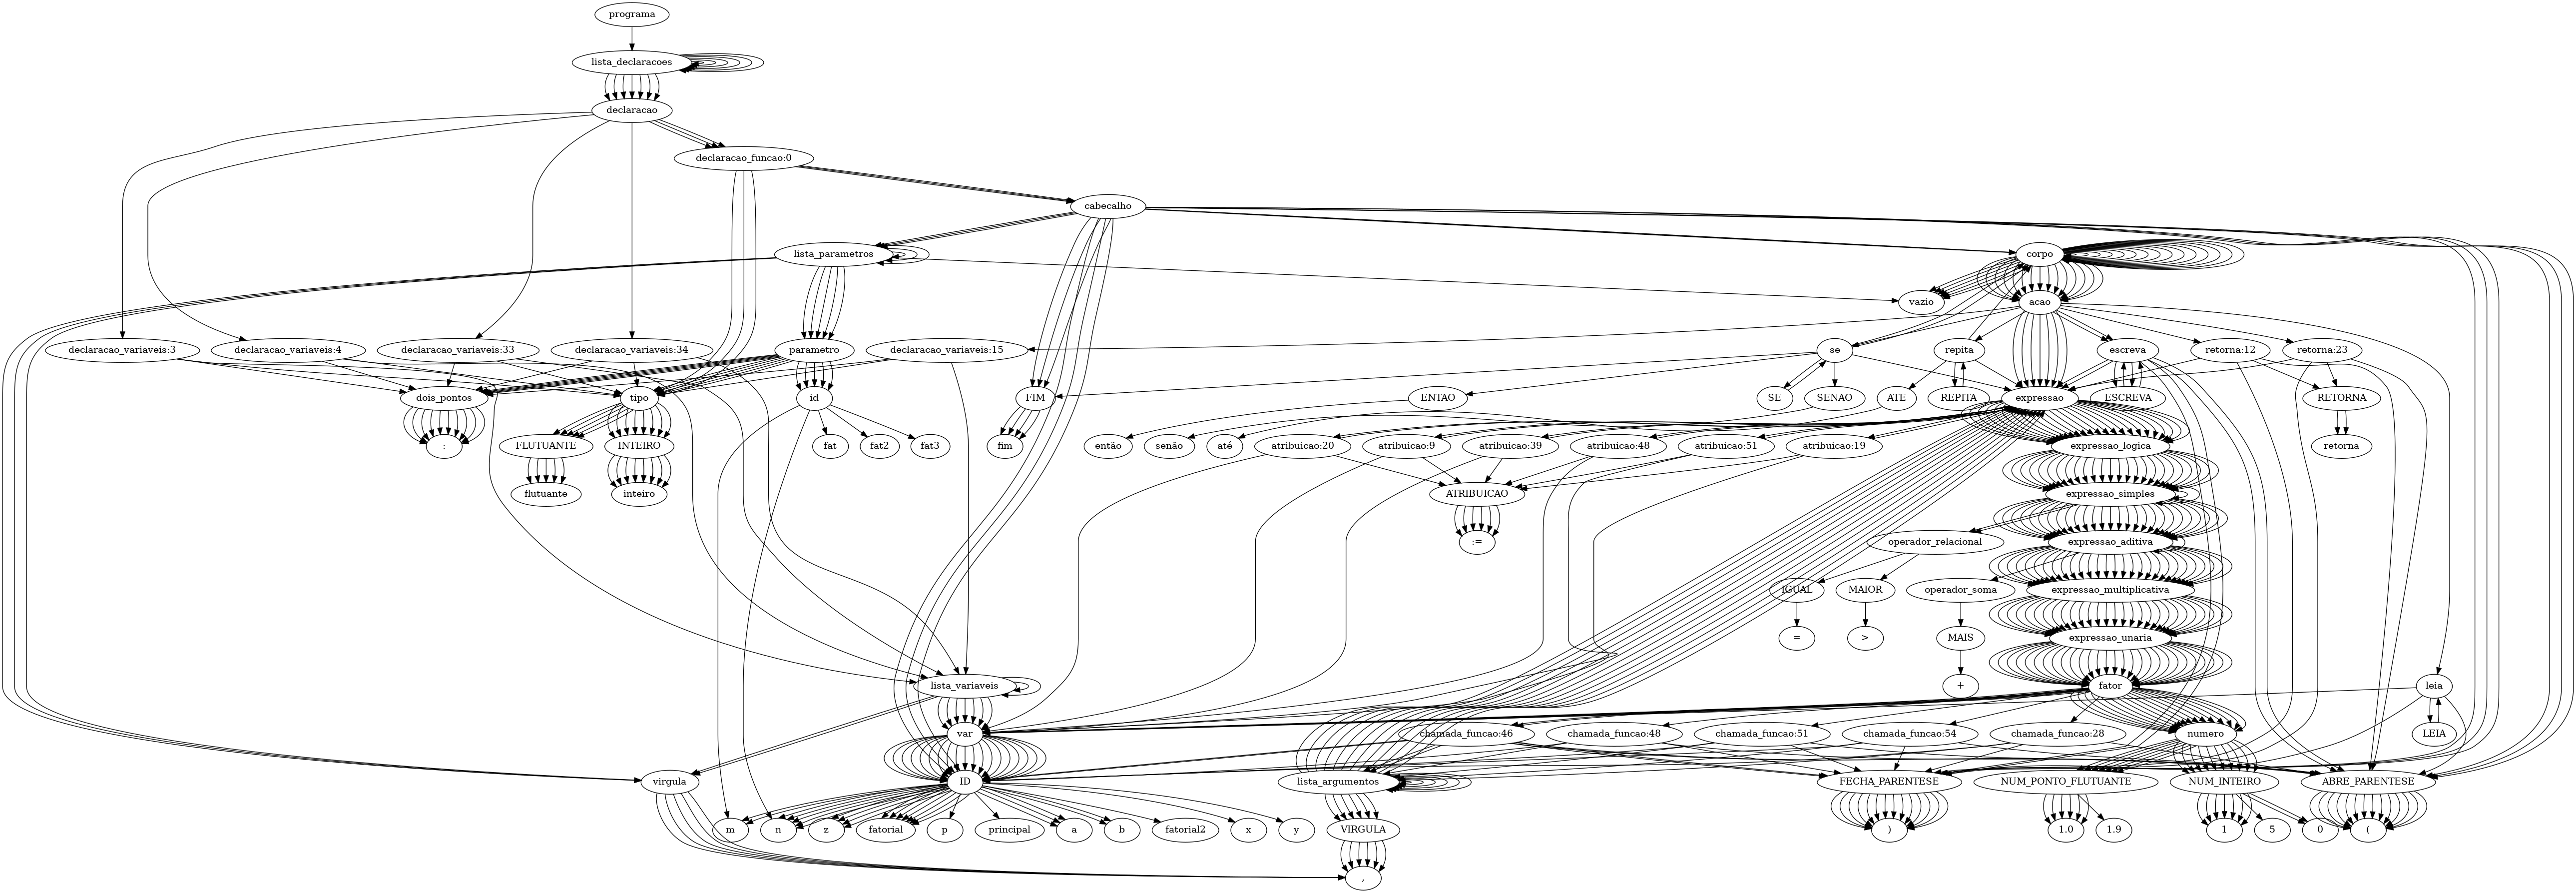 programa
lista_declaracoes
declaracao
declaracao_funcao:0
cabecalho
lista_parametros
corpo
vazio
acao
declaracao_variaveis:3
declaracao_variaveis:4
declaracao_variaveis:33
declaracao_variaveis:34
parametro
declaracao_variaveis:15
se
repita
escreva
retorna:12
retorna:23
dois_pontos
tipo
id
FIM
ENTAO
SE
SENAO
ATE
REPITA
expressao
ESCREVA
RETORNA
:
FLUTUANTE
INTEIRO
fat
fat2
fat3
fim
então
senão
até
atribuicao:20
atribuicao:9
atribuicao:39
atribuicao:48
atribuicao:51
atribuicao:19
expressao_logica
retorna
flutuante
inteiro
ATRIBUICAO
expressao_simples
:=
operador_relacional
expressao_aditiva
IGUAL
MAIOR
operador_soma
expressao_multiplicativa
=
>
MAIS
expressao_unaria
lista_variaveis
+
fator
leia
var
chamada_funcao:46
chamada_funcao:48
chamada_funcao:51
chamada_funcao:54
chamada_funcao:28
numero
LEIA
virgula
ID
lista_argumentos
FECHA_PARENTESE
NUM_PONTO_FLUTUANTE
NUM_INTEIRO
ABRE_PARENTESE
m
n
z
fatorial
p
principal
a
b
fatorial2
x
y
VIRGULA
)
1.0
1.9
1
5
0
(
,